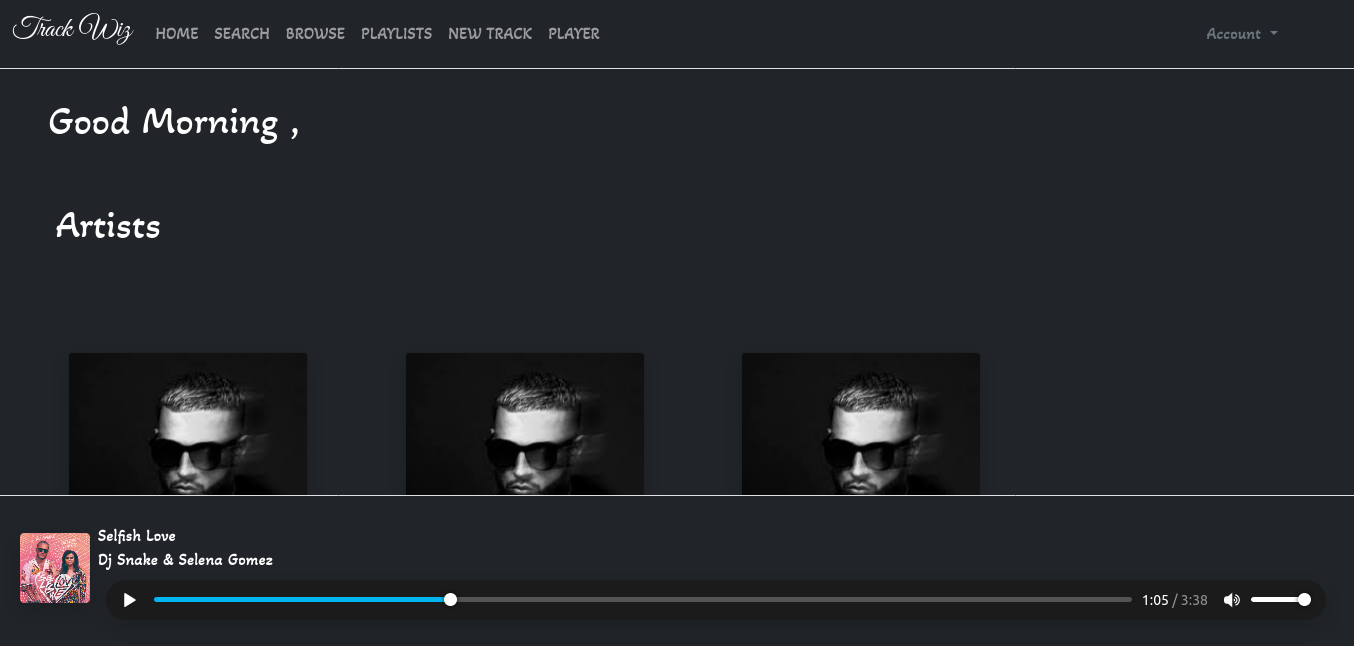 Track Wiz HOME SEARCH BROWSE PLAYLISTS NEW TRACK PLAYER Account
Good Morning ,
Artists
Selfish Love
Dj Snake & Selena Gomez
1:05 / 3:38